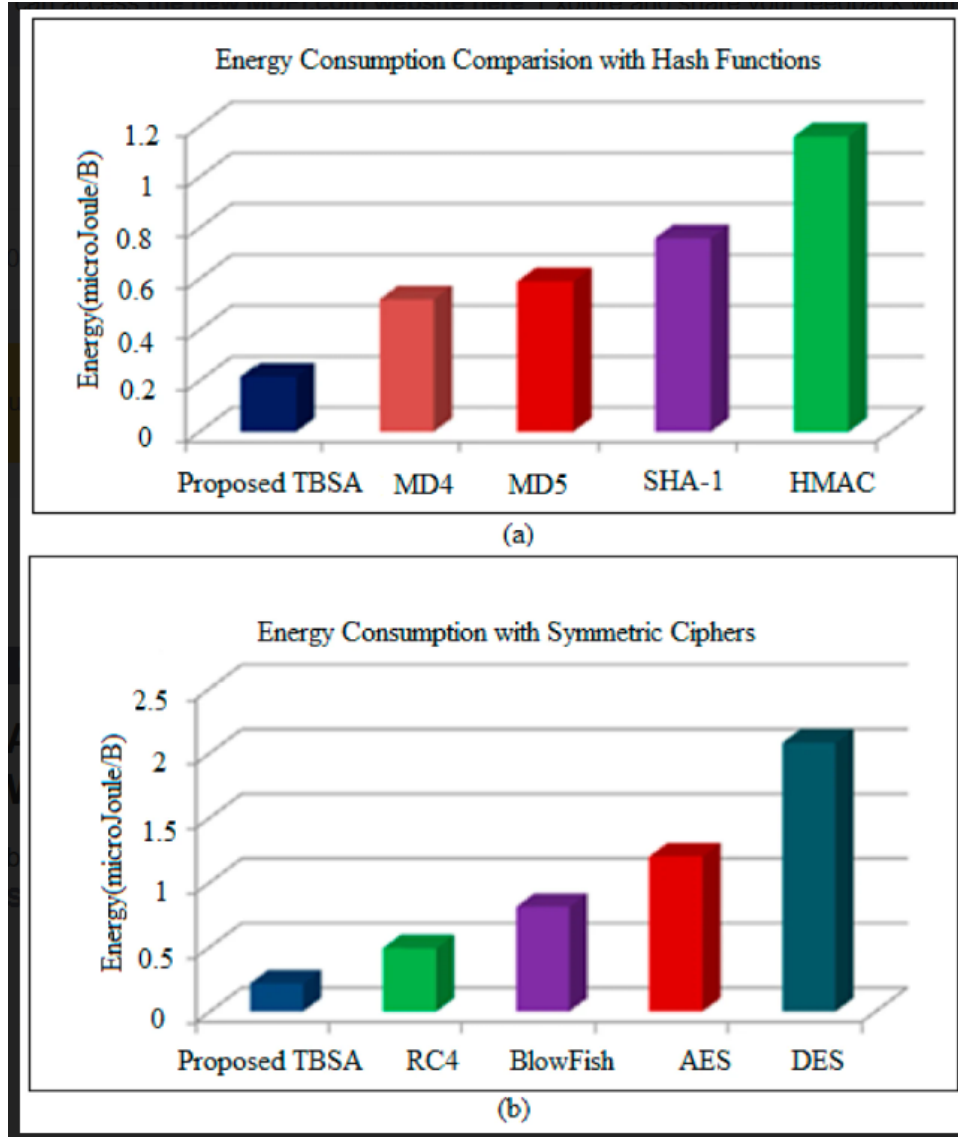 Energy Consumption Comparision with Hash Functions
Energy(microJoule/B)
1.2
1
0.8
0.6
0.4
0.2
0
Proposed TBSA MD4 MD5 SHA-1 HMAC
(a)
Energy Consumption with Symmetric Ciphers
Energy(microJoule/B)
2.5
2
1.5
1
0.5
0
Proposed TBSA RC4 BlowFish AES DES
(b)